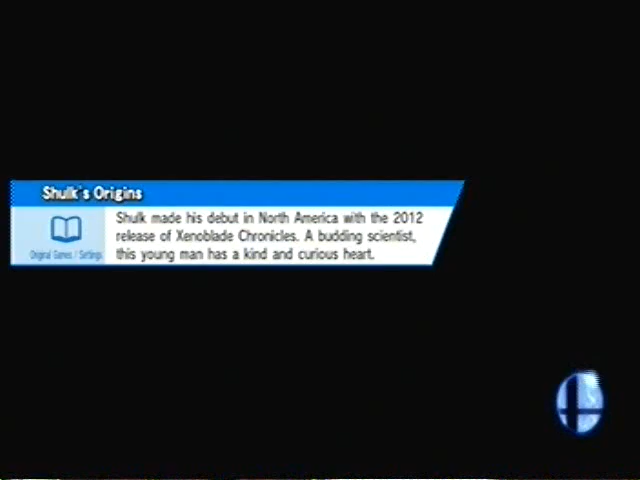 Shulk's Origins
Shulk made his debut in North America with the 2012
release of Xenoblade Chronicles. A budding scientist,
this young man has a kind and curious heart.
Original Games / Settings